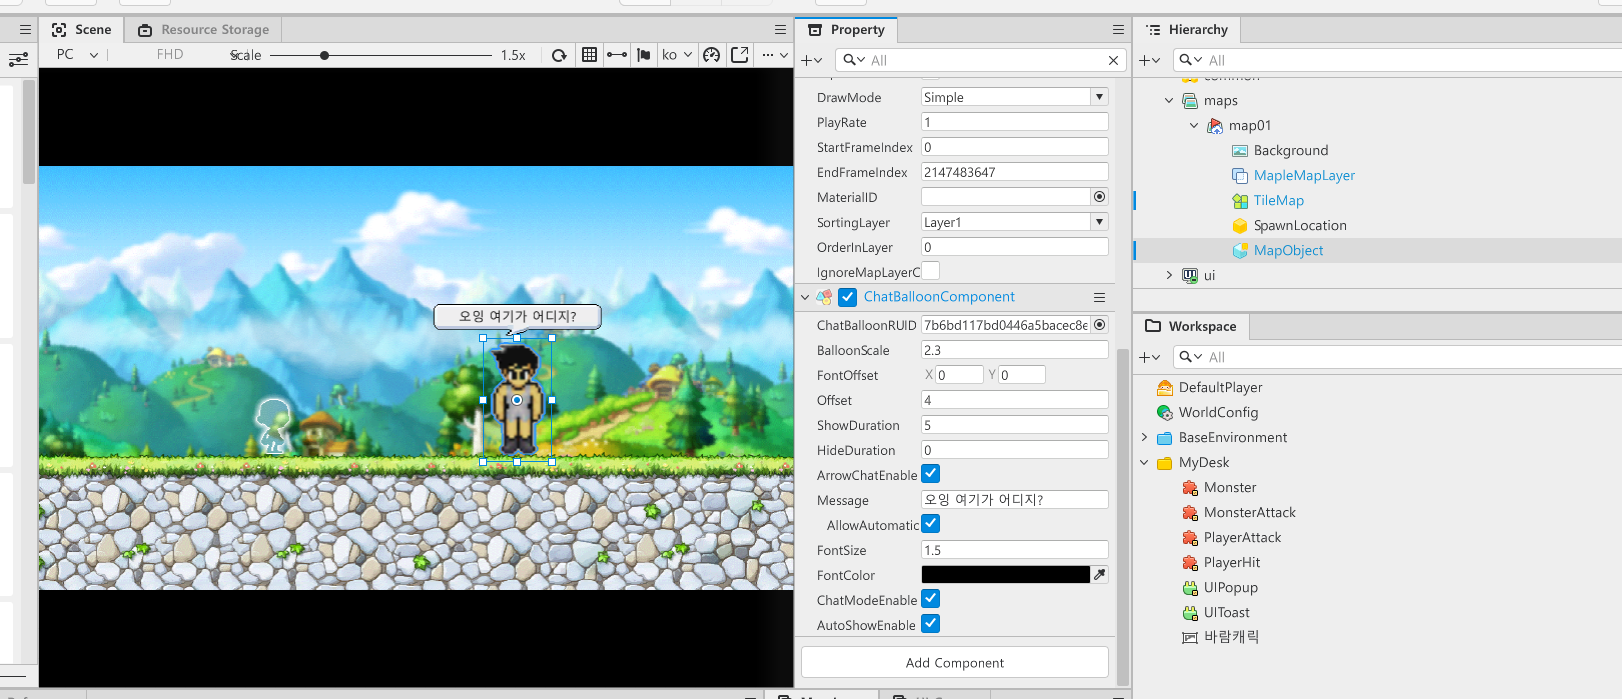 Scene
Resource Storage
PC
FHD
Scale
1.5x
ko
오잉 여기가 어디지?
Property
All
DrawMode
Simple
PlayRate
1
StartFrameIndex
0
EndFrameIndex
2147483647
MaterialID
SortingLayer
Layer1
OrderInLayer
0
IgnoreMapLayerC
ChatBalloonComponent
ChatBalloonRUID
7b6bd117bd0446a5bacec8e
BalloonScale
2.3
FontOffset
X 0
Y 0
Offset
4
ShowDuration
5
HideDuration
0
ArrowChatEnable
Message
오잉 여기가 어디지?
AllowAutomatic
FontSize
1.5
FontColor
ChatModeEnable
AutoShowEnable
Add Component
Hierarchy
All
common
maps
map01
Background
MapleMapLayer
TileMap
SpawnLocation
MapObject
ui
Workspace
All
DefaultPlayer
WorldConfig
BaseEnvironment
MyDesk
Monster
MonsterAttack
PlayerAttack
PlayerHit
UIPopup
UIToast
바람캐릭